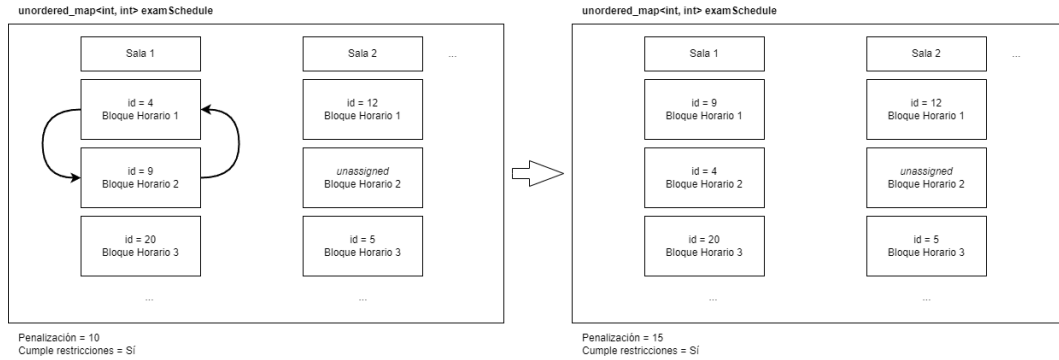 unordered_map<int, int> examSchedule
Sala 1
Sala 2
...
id = 4
Bloque Horario 1
id = 12
Bloque Horario 1
id = 9
Bloque Horario 2
unassigned
Bloque Horario 2
id = 20
Bloque Horario 3
id = 5
Bloque Horario 3
...
...
Penalización = 10
Cumple restricciones = Sí
unordered_map<int, int> examSchedule
Sala 1
Sala 2
...
id = 9
Bloque Horario 1
id = 12
Bloque Horario 1
id = 4
Bloque Horario 2
unassigned
Bloque Horario 2
id = 20
Bloque Horario 3
id = 5
Bloque Horario 3
...
...
Penalización = 15
Cumple restricciones = Sí